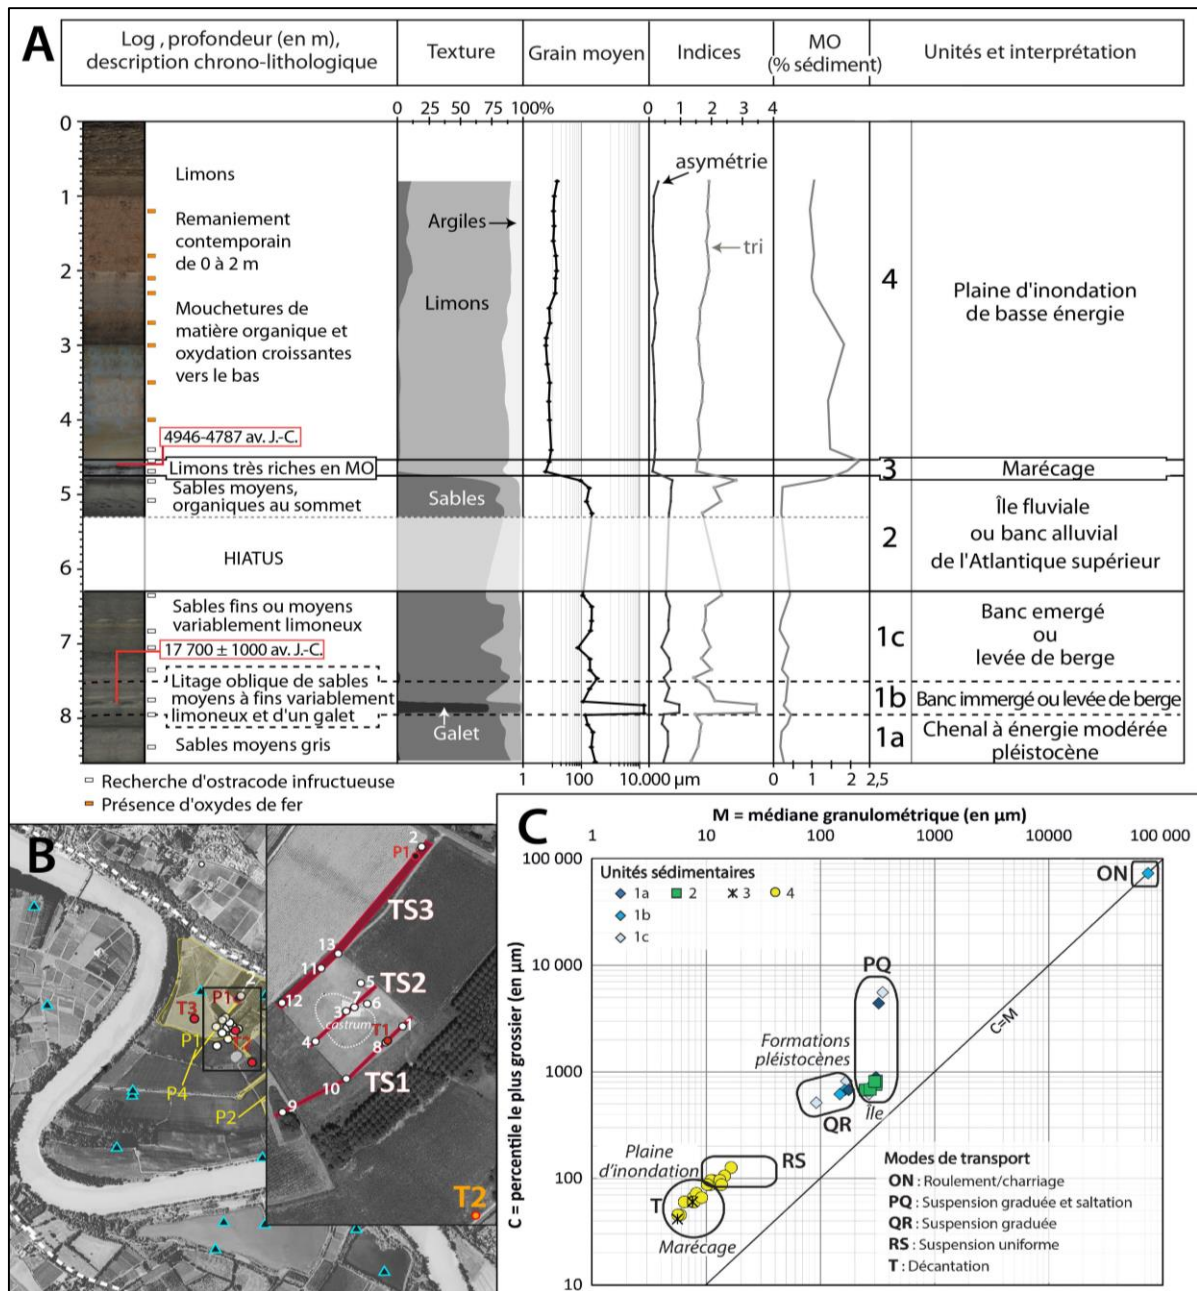 A
Log , profondeur (en m),
description chrono-lithologique
Texture
Grain moyen
Indices
MO
(% sédiment)
Unités et interprétation
0 25 50 75 100%
0 1 2 3 4
0
1
2
3
4
5
6
7
8
Limons
Remaniement
contemporain
de 0 à 2 m
Mouchetures de
matière organique et
oxydation croissantes
vers le bas
4946-4787 av. J.-C.
Limons très riches en MO
Sables moyens,
organiques au sommet
HIATUS
Sables fins ou moyens
variablement limoneux
17 700 ± 1000 av. J.-C.
Litage oblique de sables
moyens à fins variablement
limoneux et d'un galet
Sables moyens gris
Argiles
Limons
Sables
Galet
asymétrie
tri
4
Plaine d'inondation
de basse énergie
3
Marécage
2
Île fluviale
ou banc alluvial
de l'Atlantique supérieur
1c
Banc emergé
ou
levée de berge
1b
Banc immergé ou levée de berge
1a
Chenal à énergie modérée
pléistocène
1 100 10.000 µm
0 1 2 2,5
Recherche d'ostracode infructueuse
Présence d'oxydes de fer
B
T3
P1
2
P1
P4
T2
P2
2
P1
TS3
13
11
12
TS2
5
7
6
3
castrum
4
T1
1
8
TS1
10
9
T2
C
M = médiane granulométrique (en µm)
1 10 100 1000 10000 100 000
C = percentile le plus grossier (en µm)
100 000
10 000
1000
100
10
Unités sédimentaires
1a 2 3 4
1b
1c
ON
PQ
C=M
Formations
pléistocènes
Île
QR
Plaine
d'inondation
RS
T
Marécage
Modes de transport
ON : Roulement/charriage
PQ : Suspension graduée et saltation
QR : Suspension graduée
RS : Suspension uniforme
T : Décantation